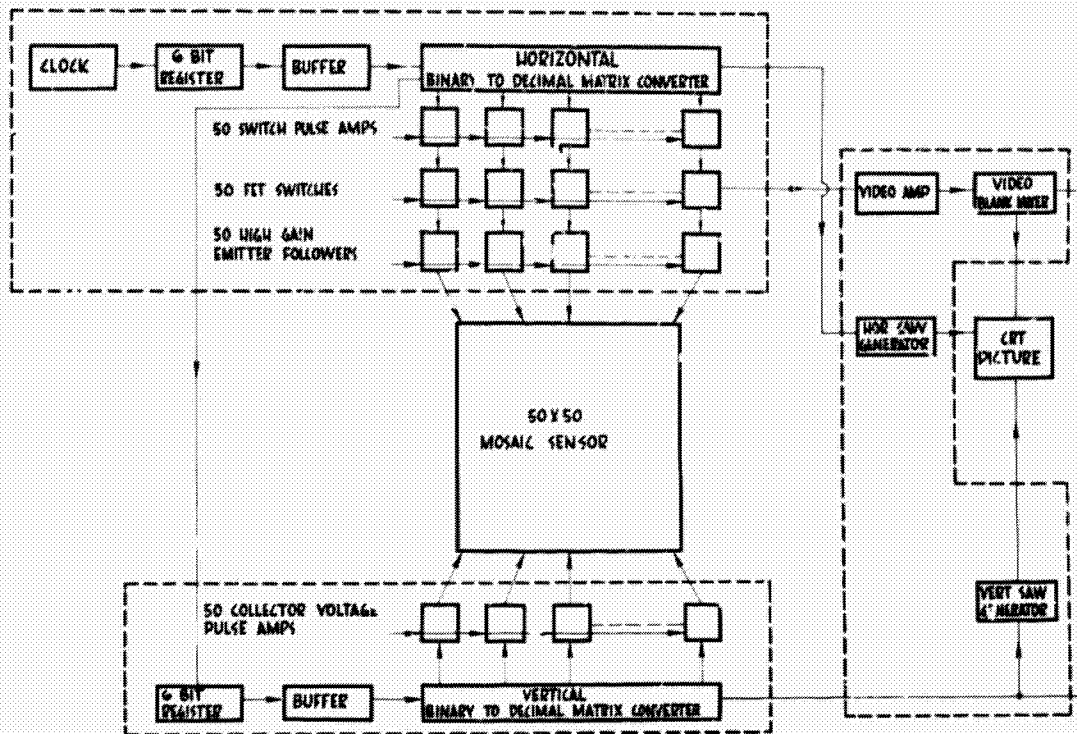 CLOCK
6 BIT
REGISTER
BUFFER
HORIZONTAL
BINARY TO DECIMAL MATRIX CONVERTER
50 SWITCH PULSE AMPS
50 FET SWITCHES
50 HIGH GAIN
EMITTER FOLLOWERS
VIDEO AMP
VIDEO
BLANK MIXER
HOR SAW
GENERATOR
CRT
PICTURE
50 X 50
MOSAIC SENSOR
VERT SAW
50 COLLECTOR VOLTAGE
PULSE AMPS
6 BIT
REGISTER
BUFFER
VERTICAL
BINARY TO DECIMAL MATRIX CONVERTER